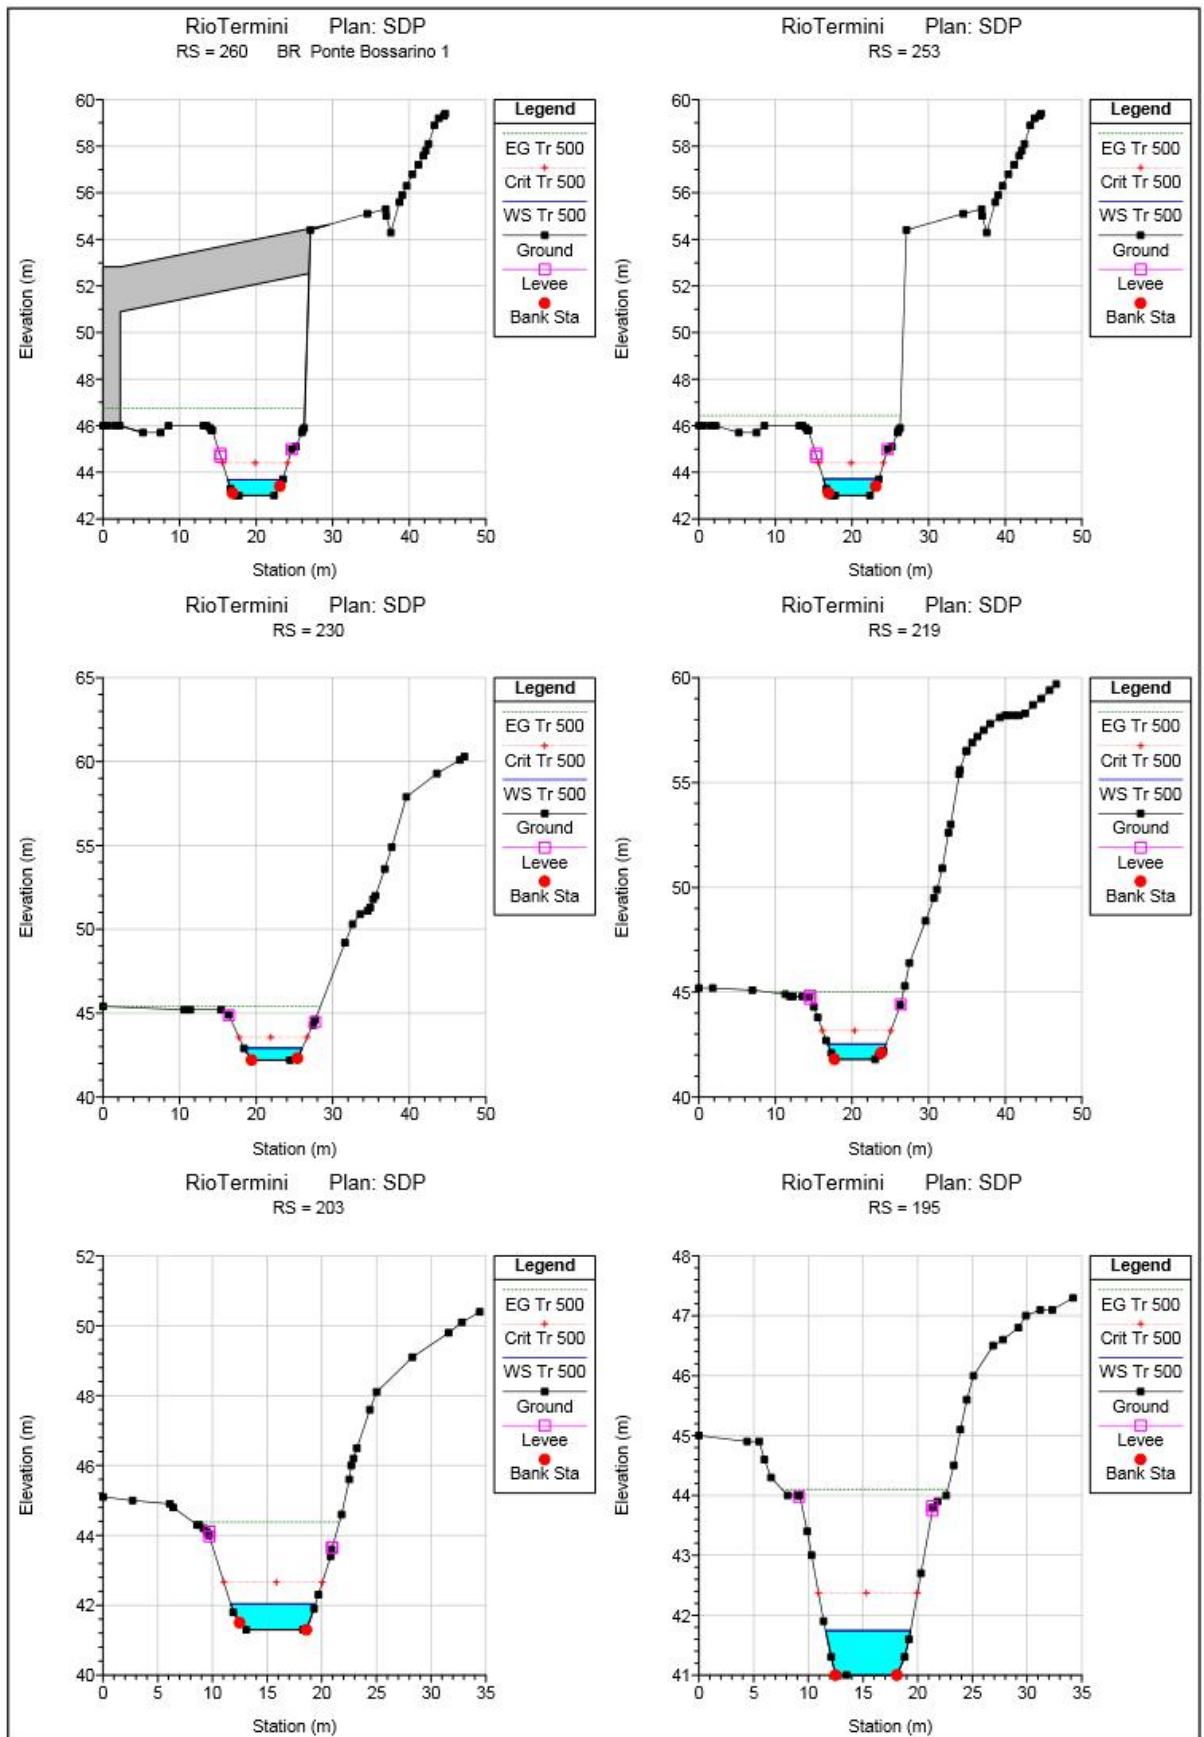 RioTermini Plan: SDP
RS = 260 BR Ponte Bossarino 1
Elevation (m)
60
58
56
54
52
50
48
46
44
42
0 10 20 30 40 50
Station (m)
Legend
EG Tr 500
Crit Tr 500
WS Tr 500
Ground
Levee
Bank Sta
RioTermini Plan: SDP
RS = 253
Elevation (m)
60
58
56
54
52
50
48
46
44
42
0 10 20 30 40 50
Station (m)
Legend
EG Tr 500
Crit Tr 500
WS Tr 500
Ground
Levee
Bank Sta
RioTermini Plan: SDP
RS = 230
Elevation (m)
65
60
55
50
45
40
0 10 20 30 40 50
Station (m)
Legend
EG Tr 500
Crit Tr 500
WS Tr 500
Ground
Levee
Bank Sta
RioTermini Plan: SDP
RS = 219
Elevation (m)
60
55
50
45
40
0 10 20 30 40 50
Station (m)
Legend
EG Tr 500
Crit Tr 500
WS Tr 500
Ground
Levee
Bank Sta
RioTermini Plan: SDP
RS = 203
Elevation (m)
52
50
48
46
44
42
40
0 5 10 15 20 25 30 35
Station (m)
Legend
EG Tr 500
Crit Tr 500
WS Tr 500
Ground
Levee
Bank Sta
RioTermini Plan: SDP
RS = 195
Elevation (m)
48
47
46
45
44
43
42
41
0 5 10 15 20 25 30 35
Station (m)
Legend
EG Tr 500
Crit Tr 500
WS Tr 500
Ground
Levee
Bank Sta